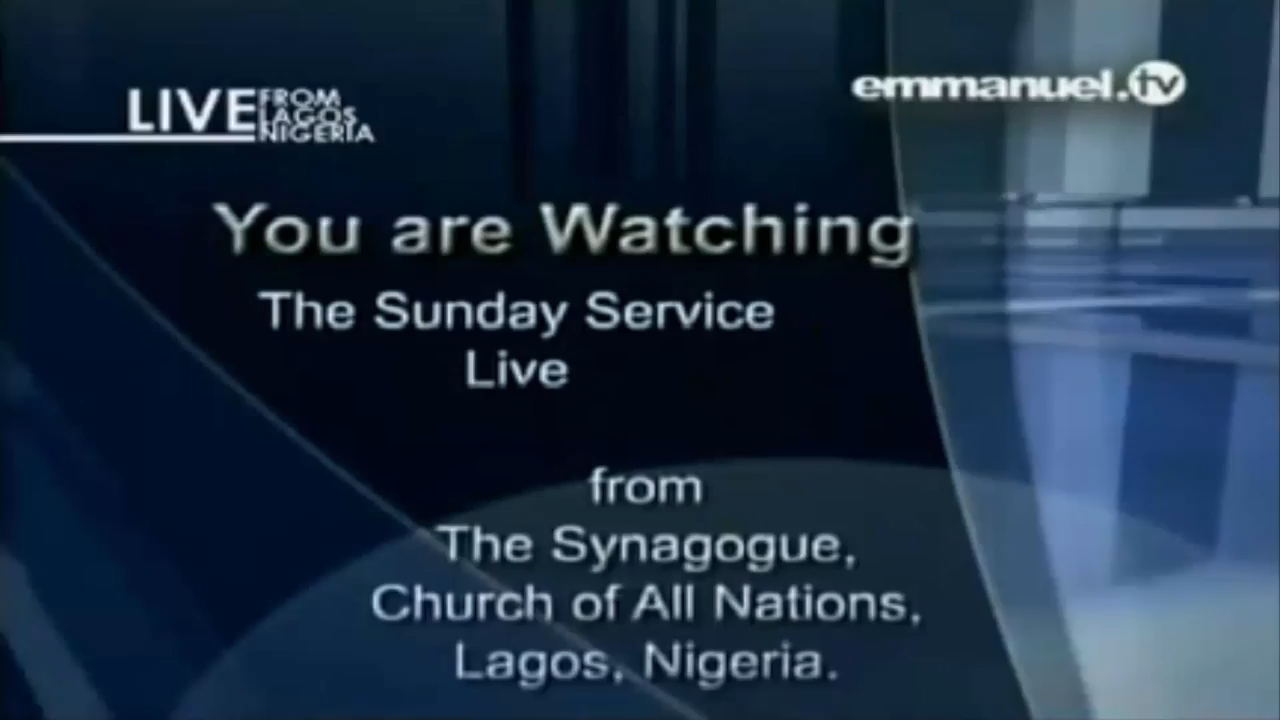 LIVE FROM
LAGOS
NIGERIA
emmanuel.tv
You are Watching
The Sunday Service
Live
from
The Synagogue,
Church of All Nations,
Lagos, Nigeria.